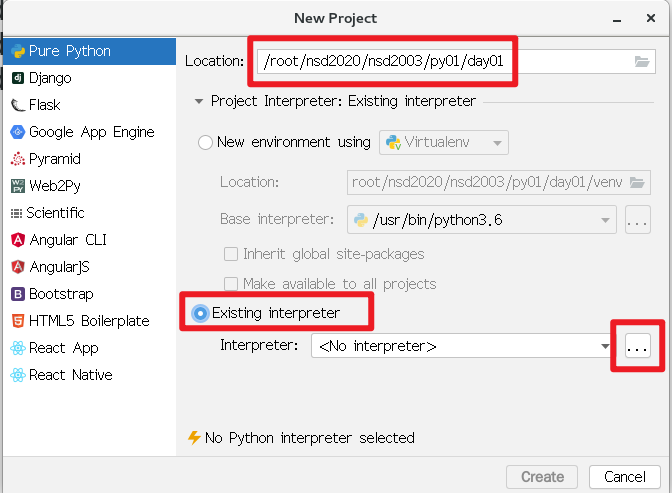 New Project
Pure Python
Django
Flask
Google App Engine
Pyramid
Web2Py
Scientific
Angular CLI
AngularJS
Bootstrap
HTML5 Boilerplate
React App
React Native
Location: /root/nsd2020/nsd2003/py01/day01
Project Interpreter: Existing interpreter
New environment using Virtualenv
Location: root/nsd2020/nsd2003/py01/day01/venv
Base interpreter: /usr/bin/python3.6 ...
Inherit global site-packages
Make available to all projects
Existing interpreter
Interpreter: <No interpreter> ...
No Python interpreter selected
Create Cancel